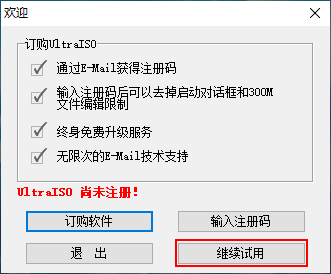 欢迎
订购UltraISO
通过E-Mail获得注册码
输入注册码后可以去掉启动对话框和300M
文件编辑限制
终身免费升级服务
无限次的E-Mail技术支持
UltraISO 尚未注册!
订购软件
输入注册码
退 出
继续试用